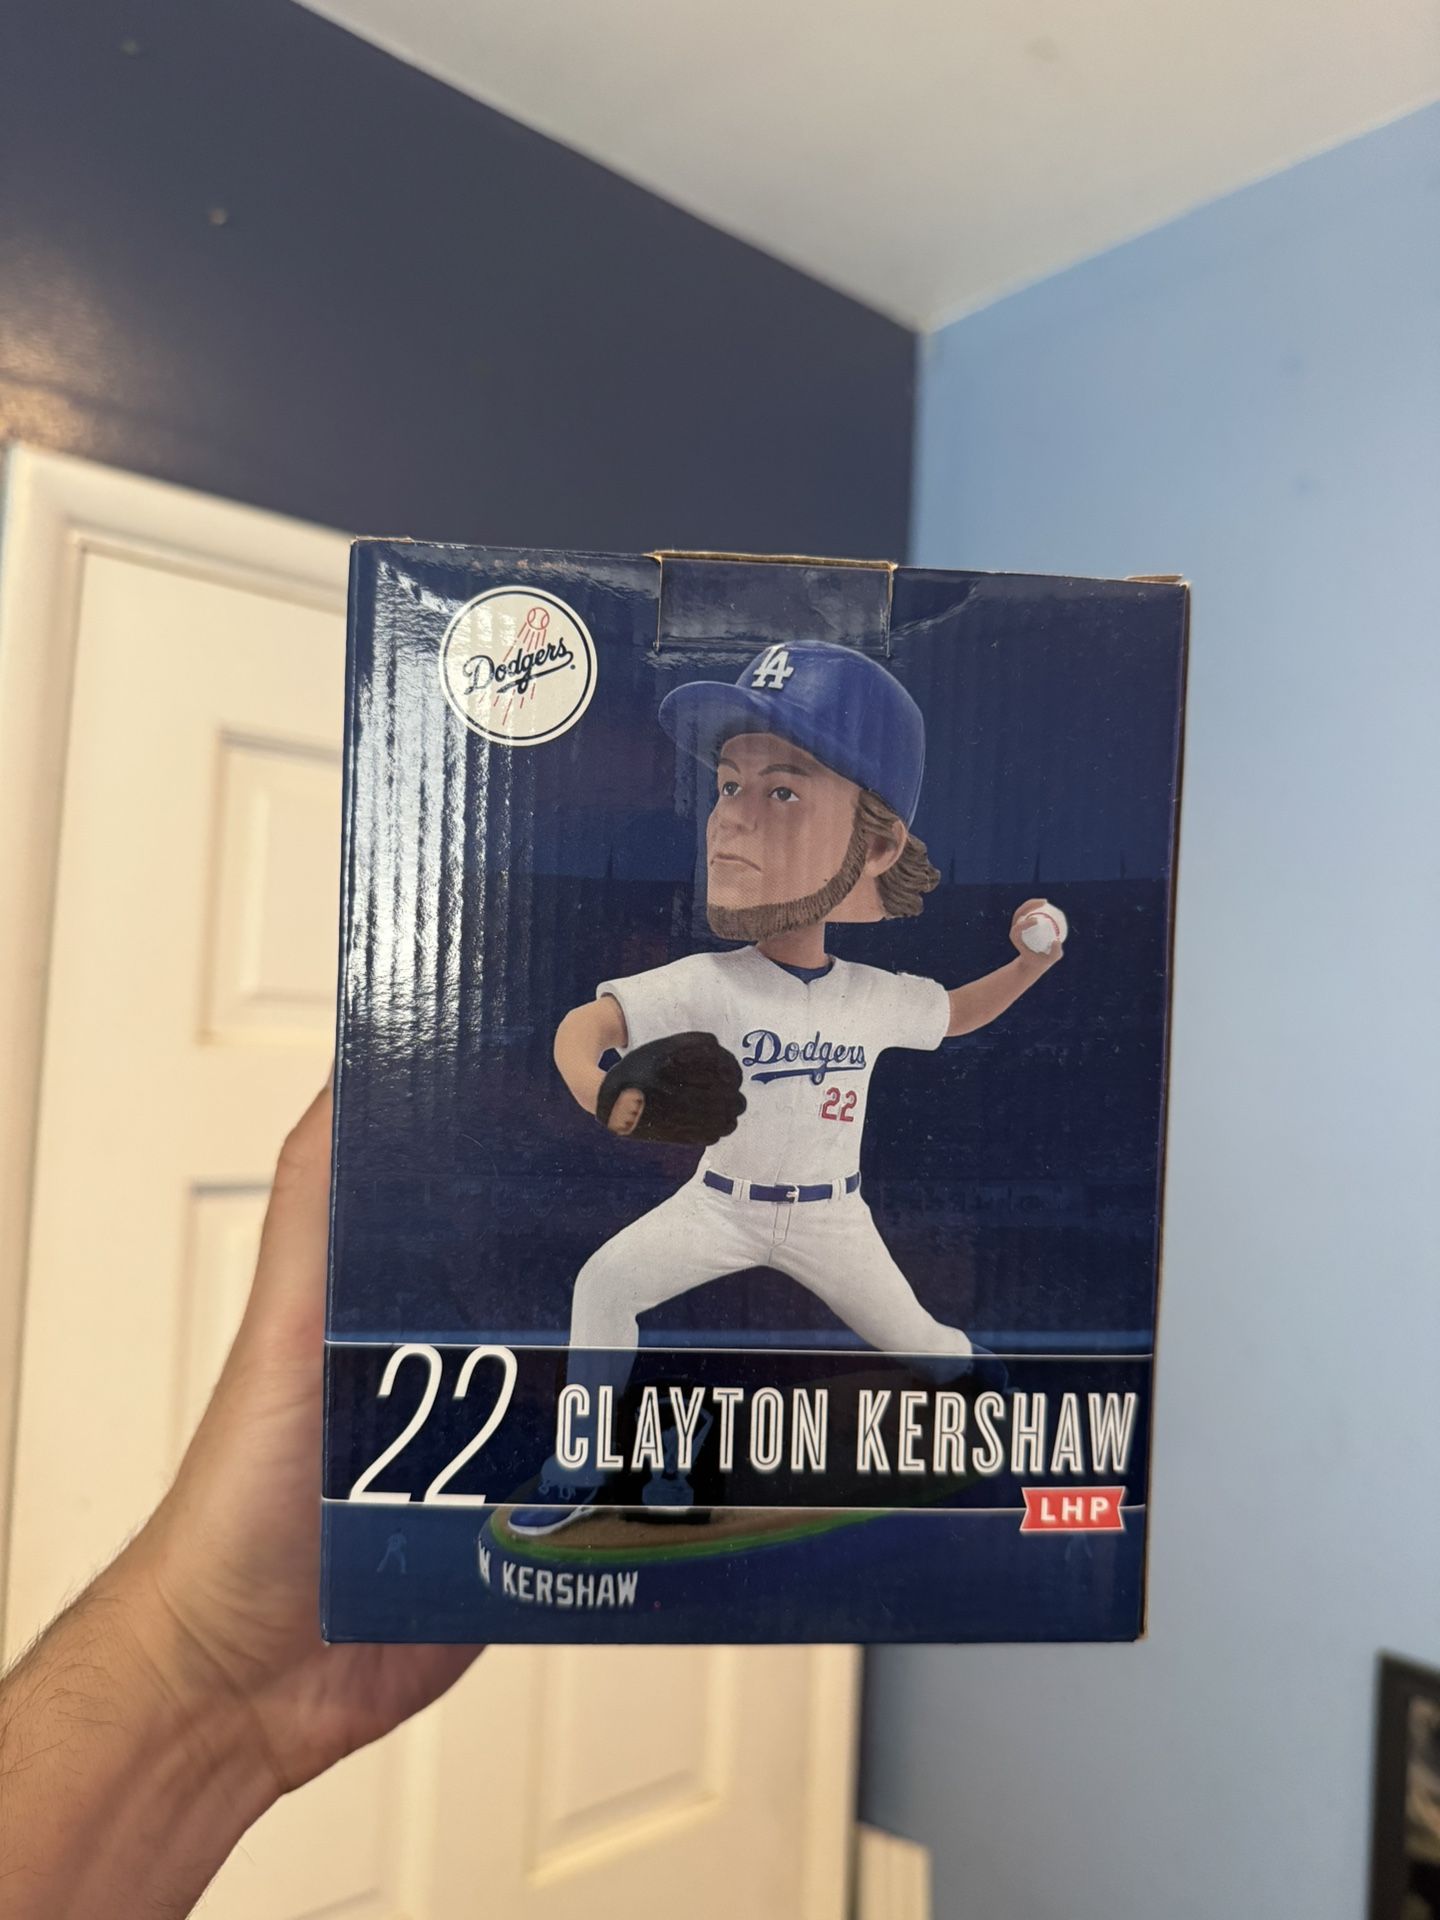 Dodgers
LA
Dodgers
22
22 CLAYTON KERSHAW
LHP
N KERSHAW